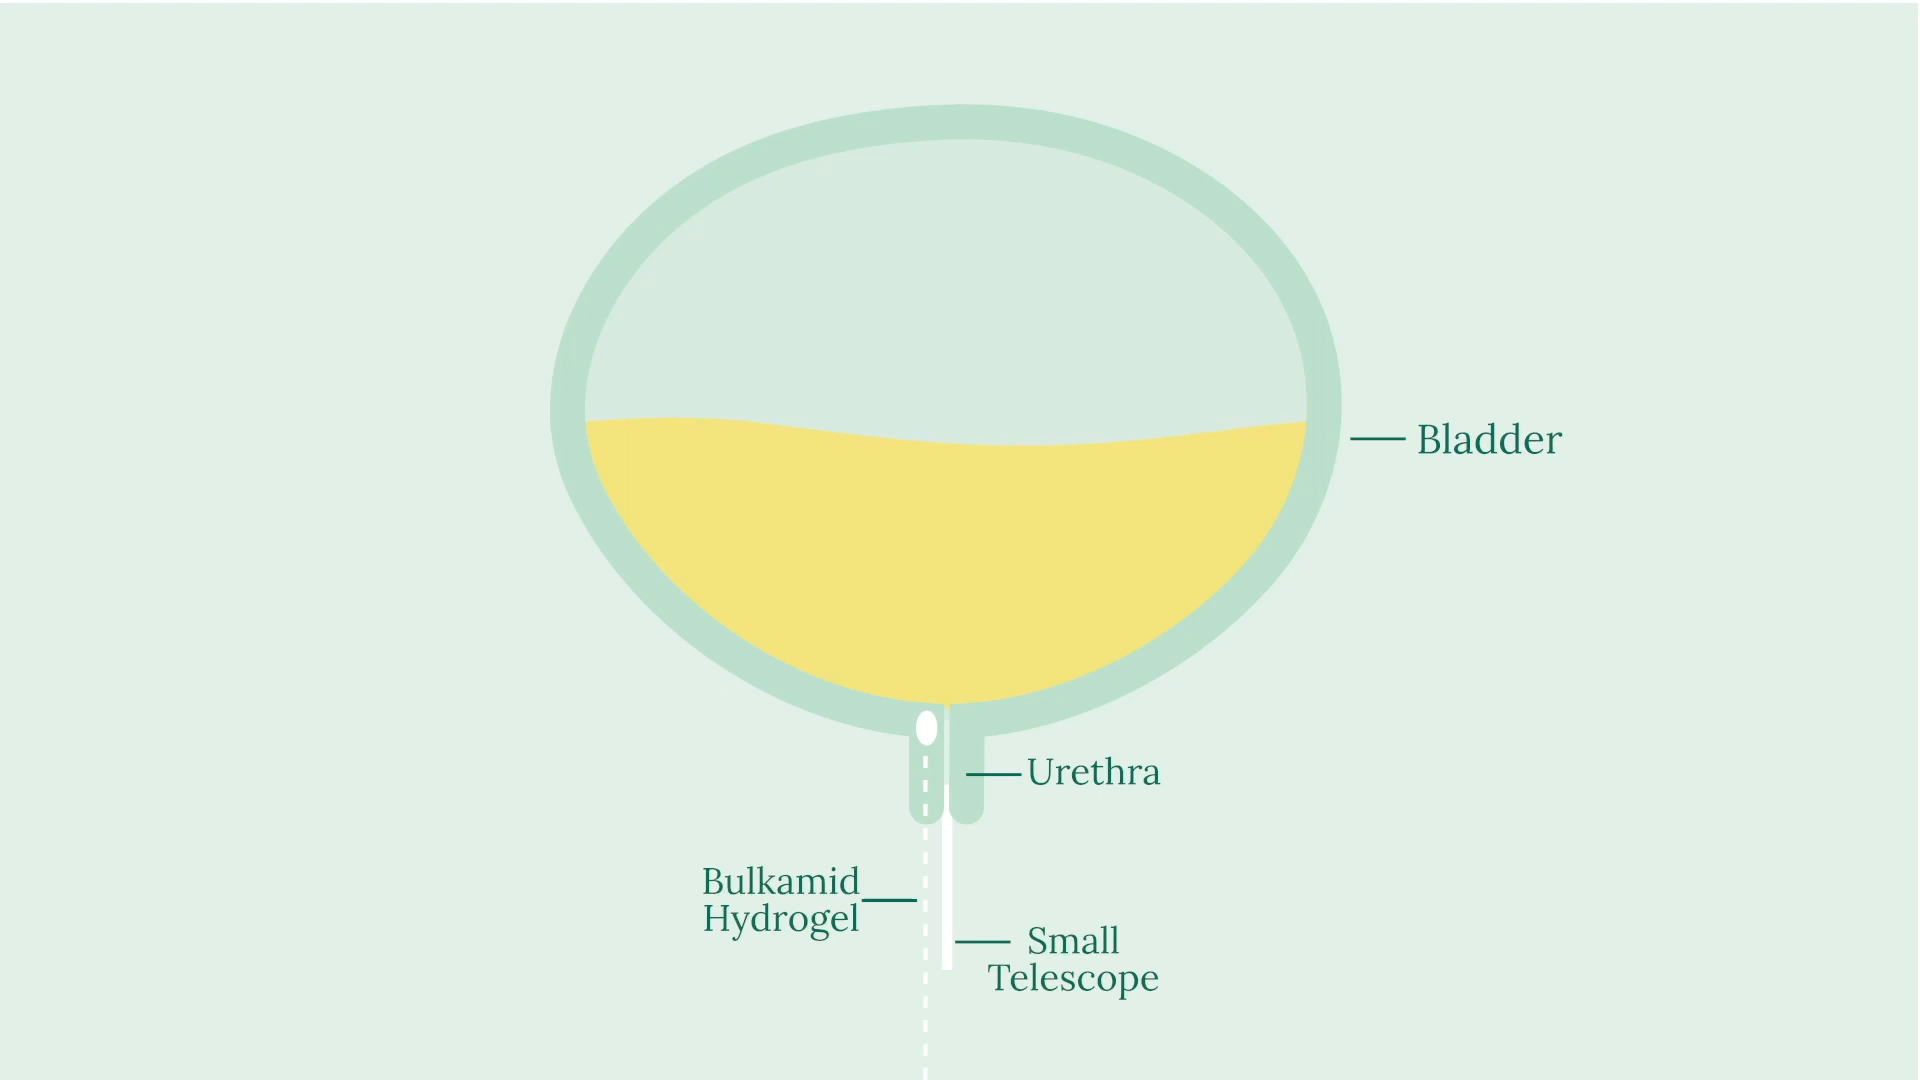 Bladder
Urethra
Bulkamid
Hydrogel
Small
Telescope